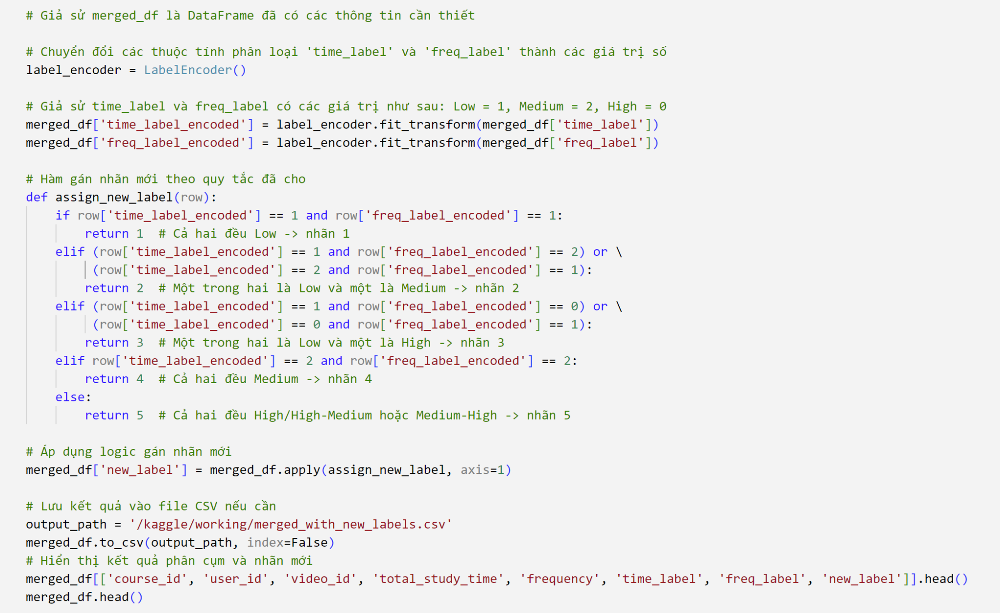 # Giả sử merged_df là DataFrame đã có các thông tin cần thiết
# Chuyển đổi các thuộc tính phân loại 'time_label' và 'freq_label' thành các giá trị số
label_encoder = LabelEncoder()
# Giả sử time_label và freq_label có các giá trị như sau: Low = 1, Medium = 2, High = 0
merged_df['time_label_encoded'] = label_encoder.fit_transform(merged_df['time_label'])
merged_df['freq_label_encoded'] = label_encoder.fit_transform(merged_df['freq_label'])
# Hàm gán nhãn mới theo quy tắc đã cho
def assign_new_label(row):
    if row['time_label_encoded'] == 1 and row['freq_label_encoded'] == 1:
        return 1  # Cả hai đều Low -> nhãn 1
    elif (row['time_label_encoded'] == 1 and row['freq_label_encoded'] == 2) or \
         (row['time_label_encoded'] == 2 and row['freq_label_encoded'] == 1):
        return 2  # Một trong hai là Low và một là Medium -> nhãn 2
    elif (row['time_label_encoded'] == 1 and row['freq_label_encoded'] == 0) or \
         (row['time_label_encoded'] == 0 and row['freq_label_encoded'] == 1):
        return 3  # Một trong hai là Low và một là High -> nhãn 3
    elif row['time_label_encoded'] == 2 and row['freq_label_encoded'] == 2:
        return 4  # Cả hai đều Medium -> nhãn 4
    else:
        return 5  # Cả hai đều High/High-Medium hoặc Medium-High -> nhãn 5
# Áp dụng logic gán nhãn mới
merged_df['new_label'] = merged_df.apply(assign_new_label, axis=1)
# Lưu kết quả vào file CSV nếu cần
output_path = '/kaggle/working/merged_with_new_labels.csv'
merged_df.to_csv(output_path, index=False)
# Hiển thị kết quả phân cụm và nhãn mới
merged_df[['course_id', 'user_id', 'video_id', 'total_study_time', 'frequency', 'time_label', 'freq_label', 'new_label']].head()
merged_df.head()